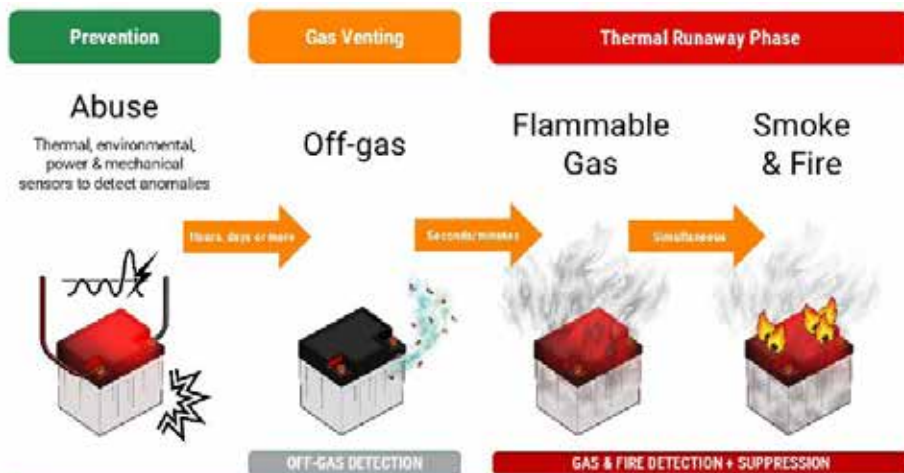 Prevention
Gas Venting
Thermal Runaway Phase
Abuse
Thermal, environmental,
power & mechanical
sensors to detect anomalies
Off-gas
Flammable
Gas
Smoke
& Fire
Hours, days or more
Seconds/minutes
Simultaneous
OFF-GAS DETECTION
GAS & FIRE DETECTION + SUPPRESSION